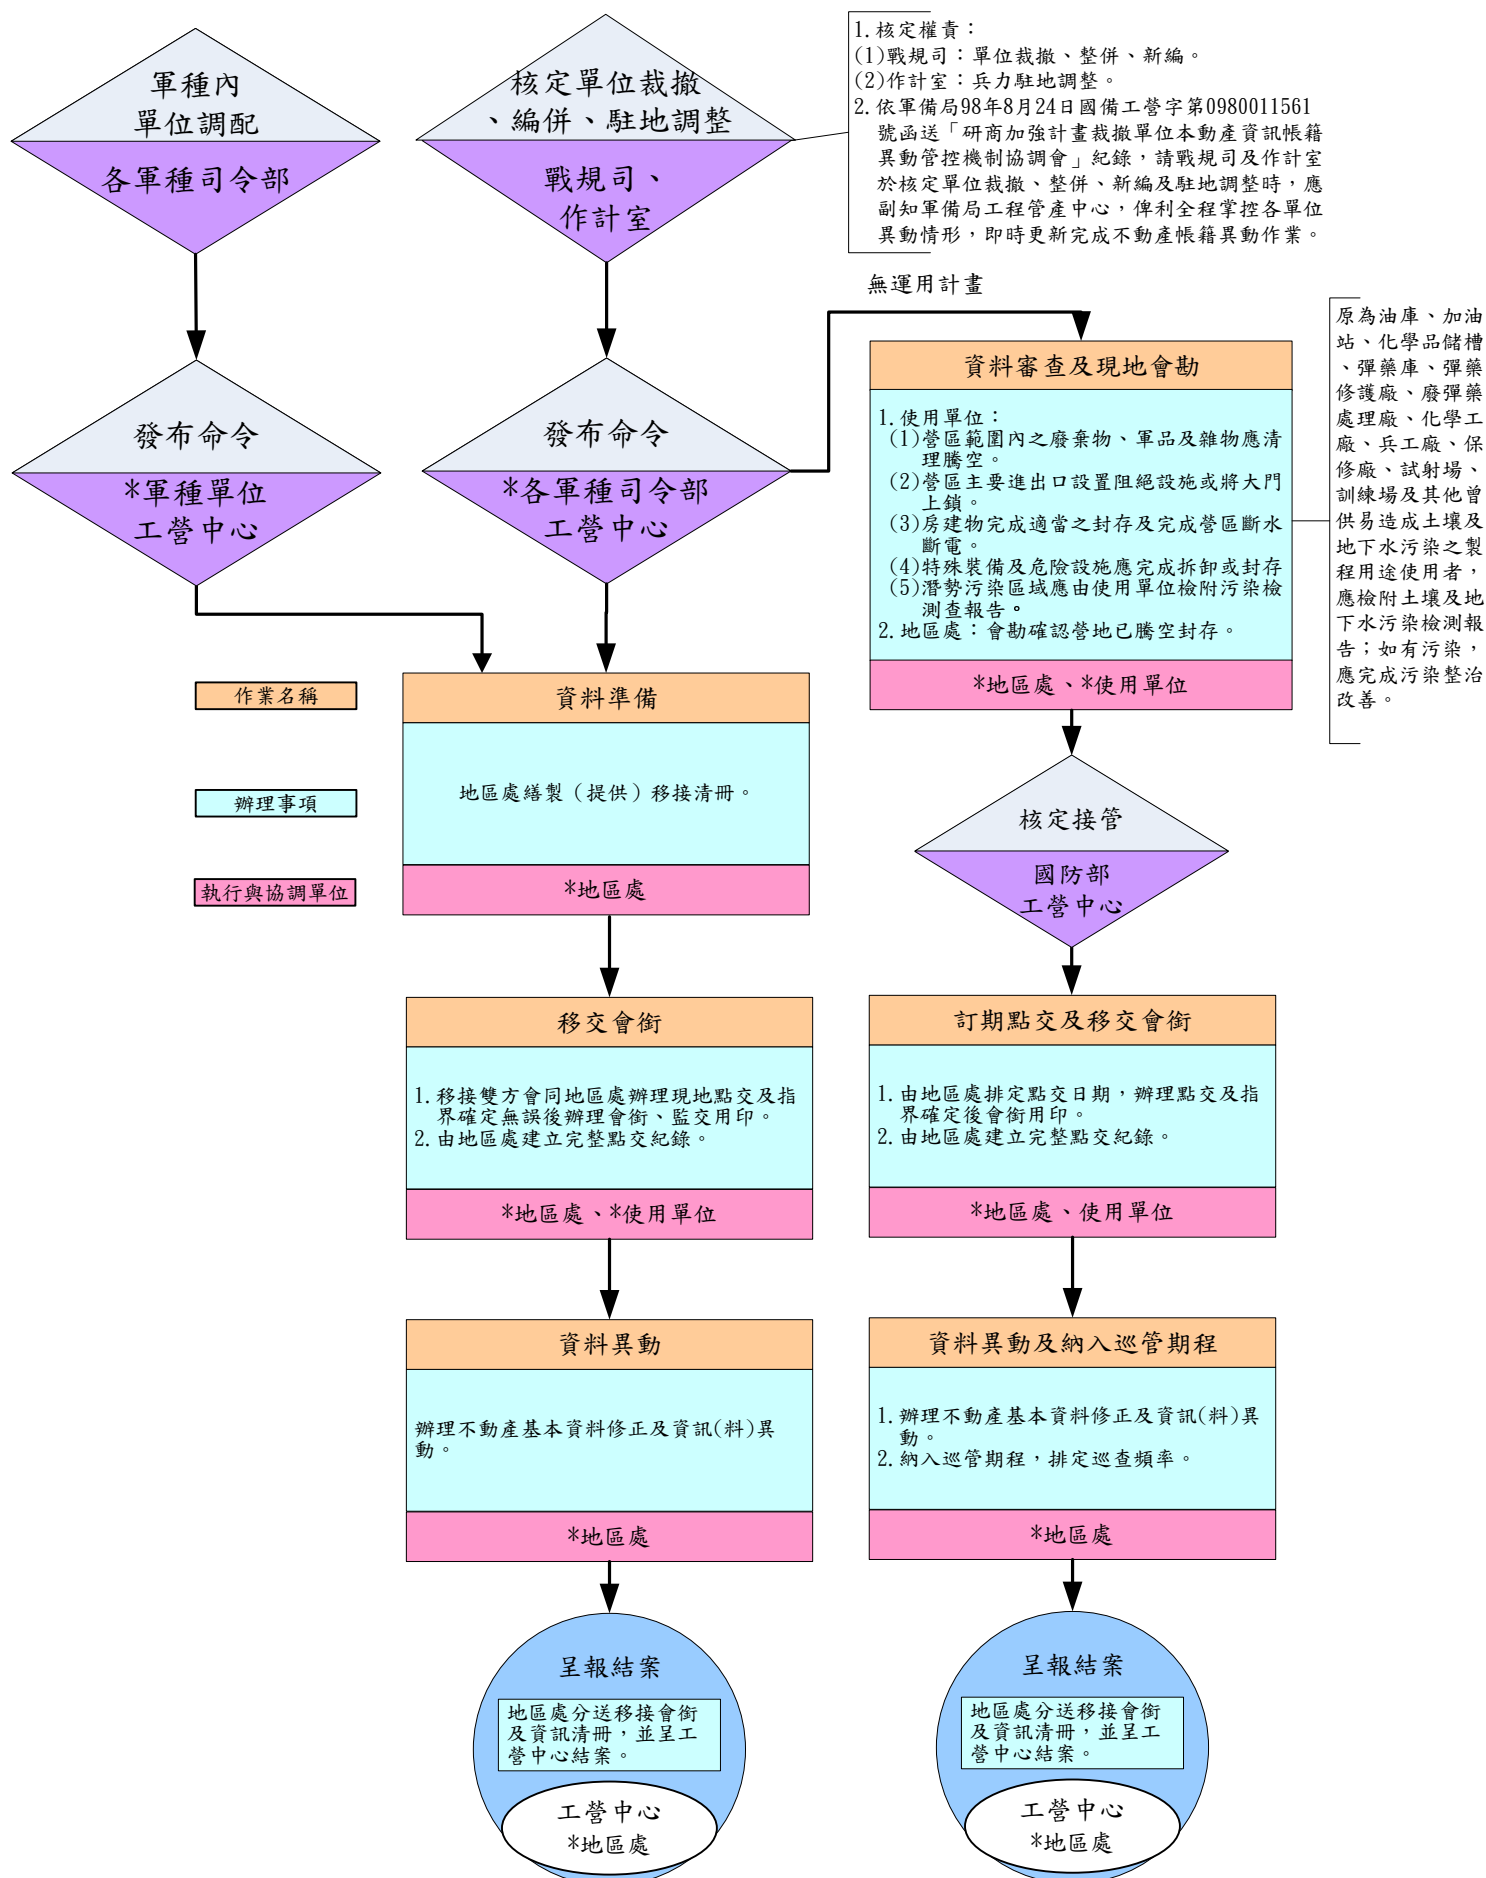 軍種內
單位調配
各軍種司令部
核定單位裁撤
、編併、駐地調整
戰規司、
作計室
1.核定權責：
(1)戰規司：單位裁撤、整併、新編。
(2)作計室：兵力駐地調整。
2.依軍備局98年8月24日國備工營字第0980011561
號函送「研商加強計畫裁撤單位本動產資訊帳籍
異動管控機制協調會」紀錄，請戰規司及作計室
於核定單位裁撤、整併、新編及駐地調整時，應
副知軍備局工程管產中心，俾利全程掌控各單位
異動情形，即時更新完成不動產帳籍異動作業。
無運用計畫
發布命令
*軍種單位
工營中心
發布命令
*各軍種司令部
工營中心
資料審查及現地會勘
1.使用單位：
(1)營區範圍內之廢棄物、軍品及雜物應清
理騰空。
(2)營區主要進出口設置阻絕設施或將大門
上鎖。
(3)房建物完成適當之封存及完成營區斷水
斷電。
(4)特殊裝備及危險設施應完成拆卸或封存
(5)潛勢污染區域應由使用單位檢附污染檢
測查報告。
2.地區處：會勘確認營地已騰空封存。
*地區處、*使用單位
原為油庫、加油
站、化學品儲槽
、彈藥庫、彈藥
修護廠、廢彈藥
處理廠、化學工
廠、兵工廠、保
修廠、試射場、
訓練場及其他曾
供易造成土壤及
地下水污染之製
程用途使用者，
應檢附土壤及地
下水污染檢測報
告；如有污染，
應完成污染整治
改善。
作業名稱
辦理事項
執行與協調單位
資料準備
地區處繕製（提供）移接清冊。
*地區處
核定接管
國防部
工營中心
移交會銜
1.移接雙方會同地區處辦理現地點交及指
界確定無誤後辦理會銜、監交用印。
2.由地區處建立完整點交紀錄。
*地區處、*使用單位
訂期點交及移交會銜
1.由地區處排定點交日期，辦理點交及指
界確定後會銜用印。
2.由地區處建立完整點交紀錄。
*地區處、使用單位
資料異動
辦理不動產基本資料修正及資訊(料)異
動。
*地區處
資料異動及納入巡管期程
1.辦理不動產基本資料修正及資訊(料)異
動。
2.納入巡管期程，排定巡查頻率。
*地區處
呈報結案
地區處分送移接會銜
及資訊清冊，並呈工
營中心結案。
工營中心
*地區處
呈報結案
地區處分送移接會銜
及資訊清冊，並呈工
營中心結案。
工營中心
*地區處